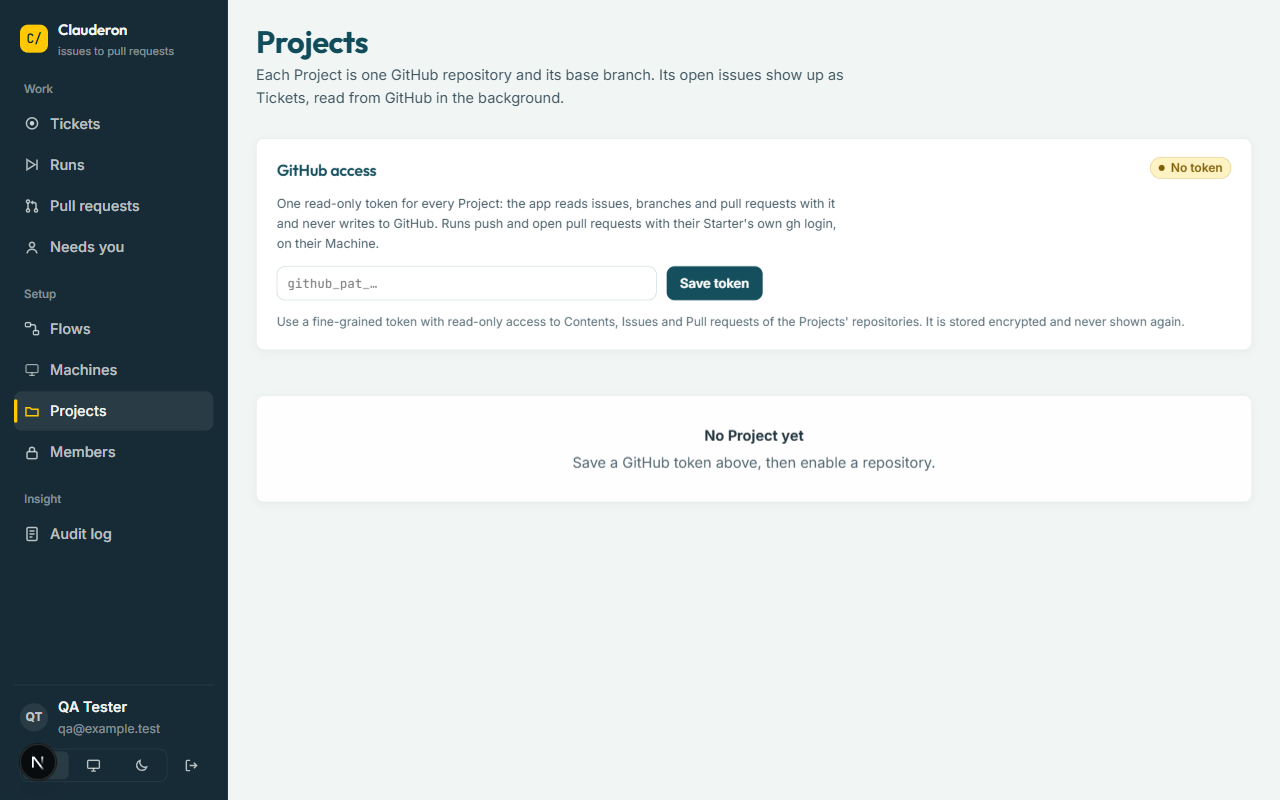 C/
Clauderon
issues to pull requests
Work
Tickets
Runs
Pull requests
Needs you
Setup
Flows
Machines
Projects
Members
Insight
Audit log
QT
QA Tester
qa@example.test
N
Projects
Each Project is one GitHub repository and its base branch. Its open issues show up as
Tickets, read from GitHub in the background.
GitHub access
No token
One read-only token for every Project: the app reads issues, branches and pull requests with it
and never writes to GitHub. Runs push and open pull requests with their Starter's own gh login,
on their Machine.
github_pat_…
Save token
Use a fine-grained token with read-only access to Contents, Issues and Pull requests of the Projects' repositories. It is stored encrypted and never shown again.
No Project yet
Save a GitHub token above, then enable a repository.